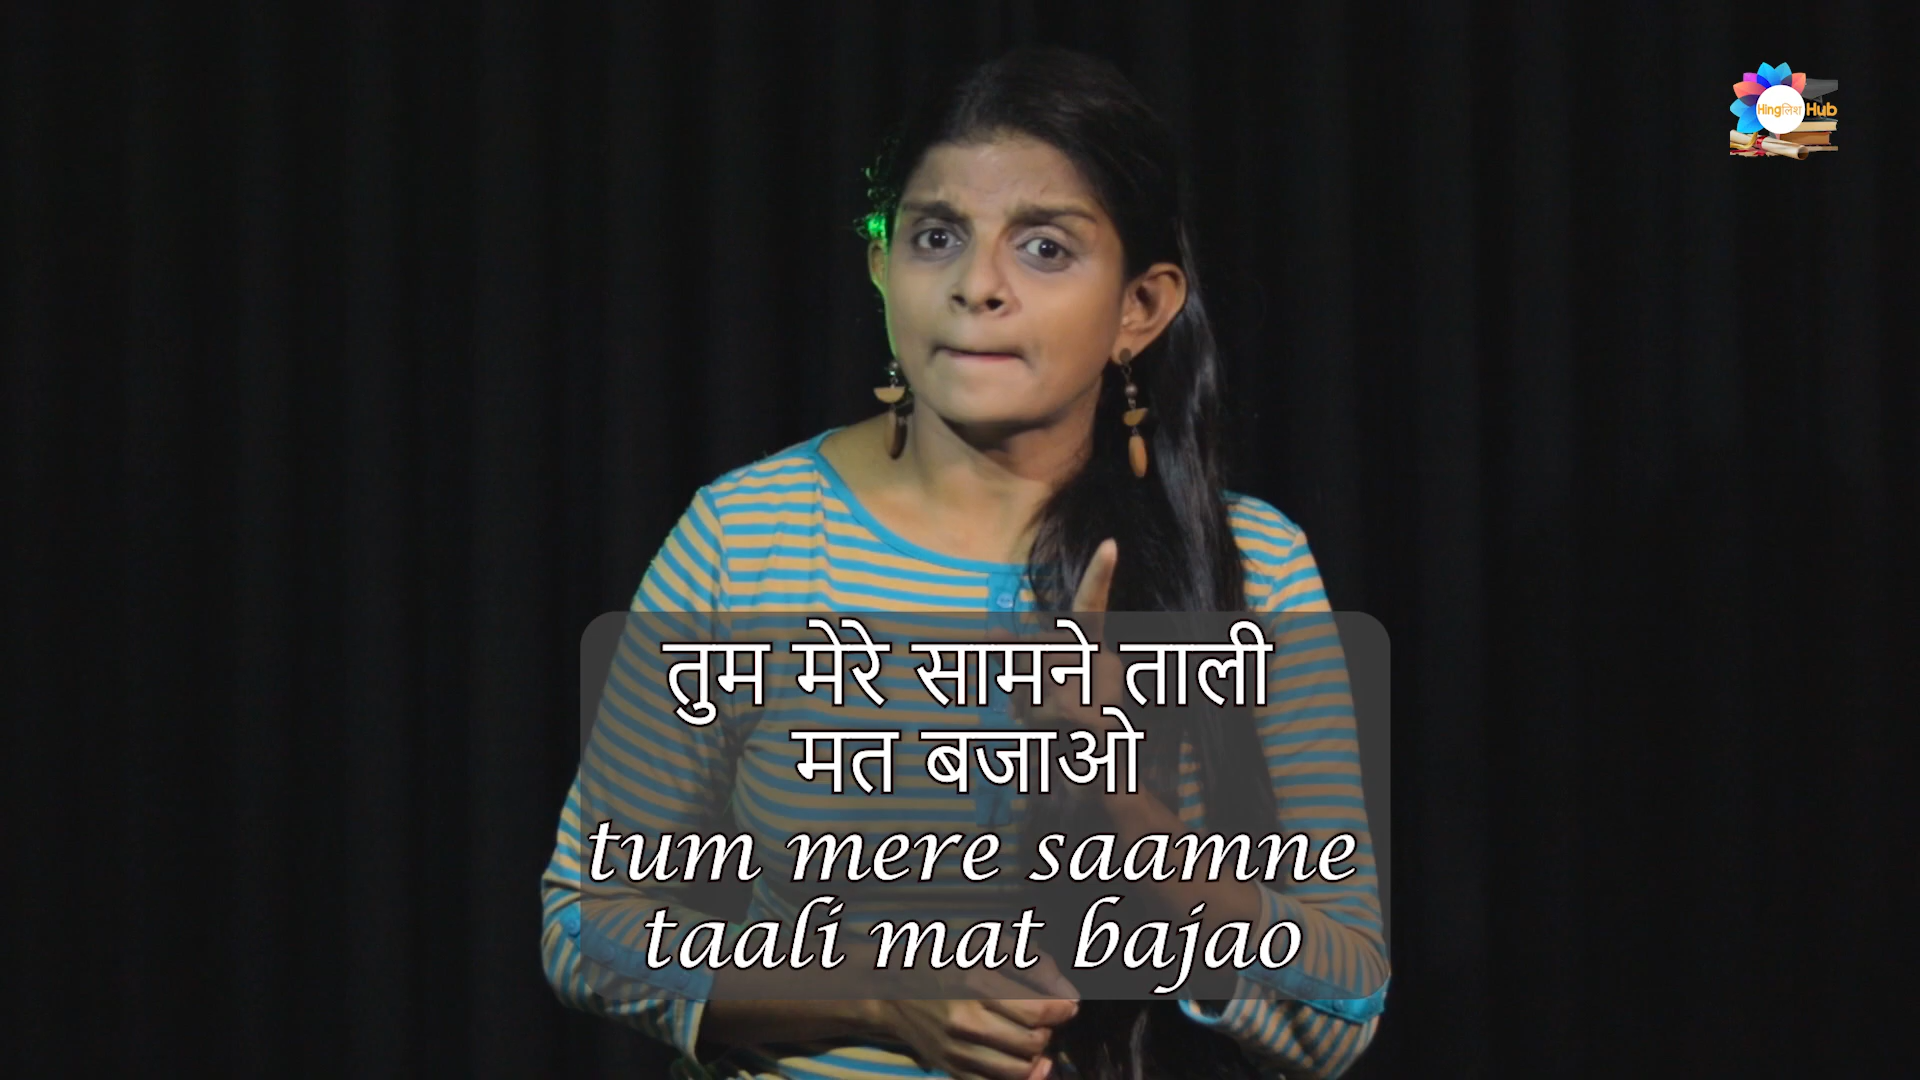 Hingलिश Hub
तुम मेरे सामने ताली
मत बजाओ
tum mere saamne
taali mat bajao